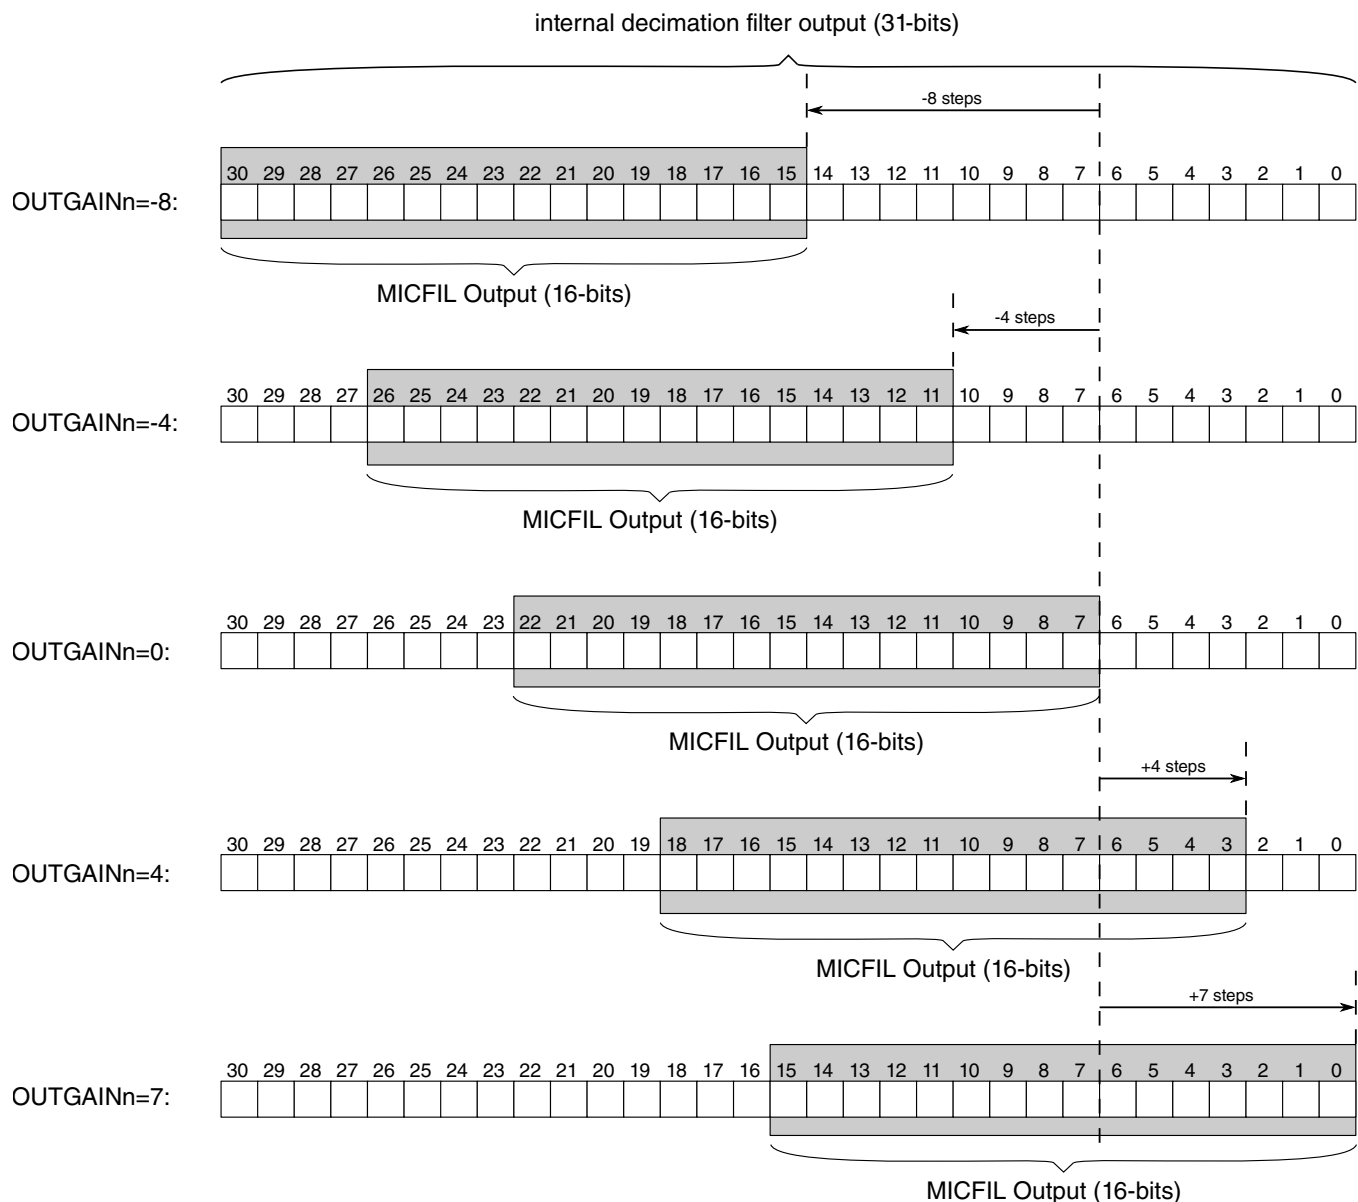 internal decimation filter output (31-bits)
-8 steps
30 29 28 27 26 25 24 23 22 21 20 19 18 17 16 15 14 13 12 11 10 9 8 7 6 5 4 3 2 1 0
OUTGAINn=-8:
MICFIL Output (16-bits)
-4 steps
30 29 28 27 26 25 24 23 22 21 20 19 18 17 16 15 14 13 12 11 10 9 8 7 6 5 4 3 2 1 0
OUTGAINn=-4:
MICFIL Output (16-bits)
30 29 28 27 26 25 24 23 22 21 20 19 18 17 16 15 14 13 12 11 10 9 8 7 6 5 4 3 2 1 0
OUTGAINn=0:
MICFIL Output (16-bits)
+4 steps
30 29 28 27 26 25 24 23 22 21 20 19 18 17 16 15 14 13 12 11 10 9 8 7 6 5 4 3 2 1 0
OUTGAINn=4:
MICFIL Output (16-bits)
+7 steps
30 29 28 27 26 25 24 23 22 21 20 19 18 17 16 15 14 13 12 11 10 9 8 7 6 5 4 3 2 1 0
OUTGAINn=7:
MICFIL Output (16-bits)